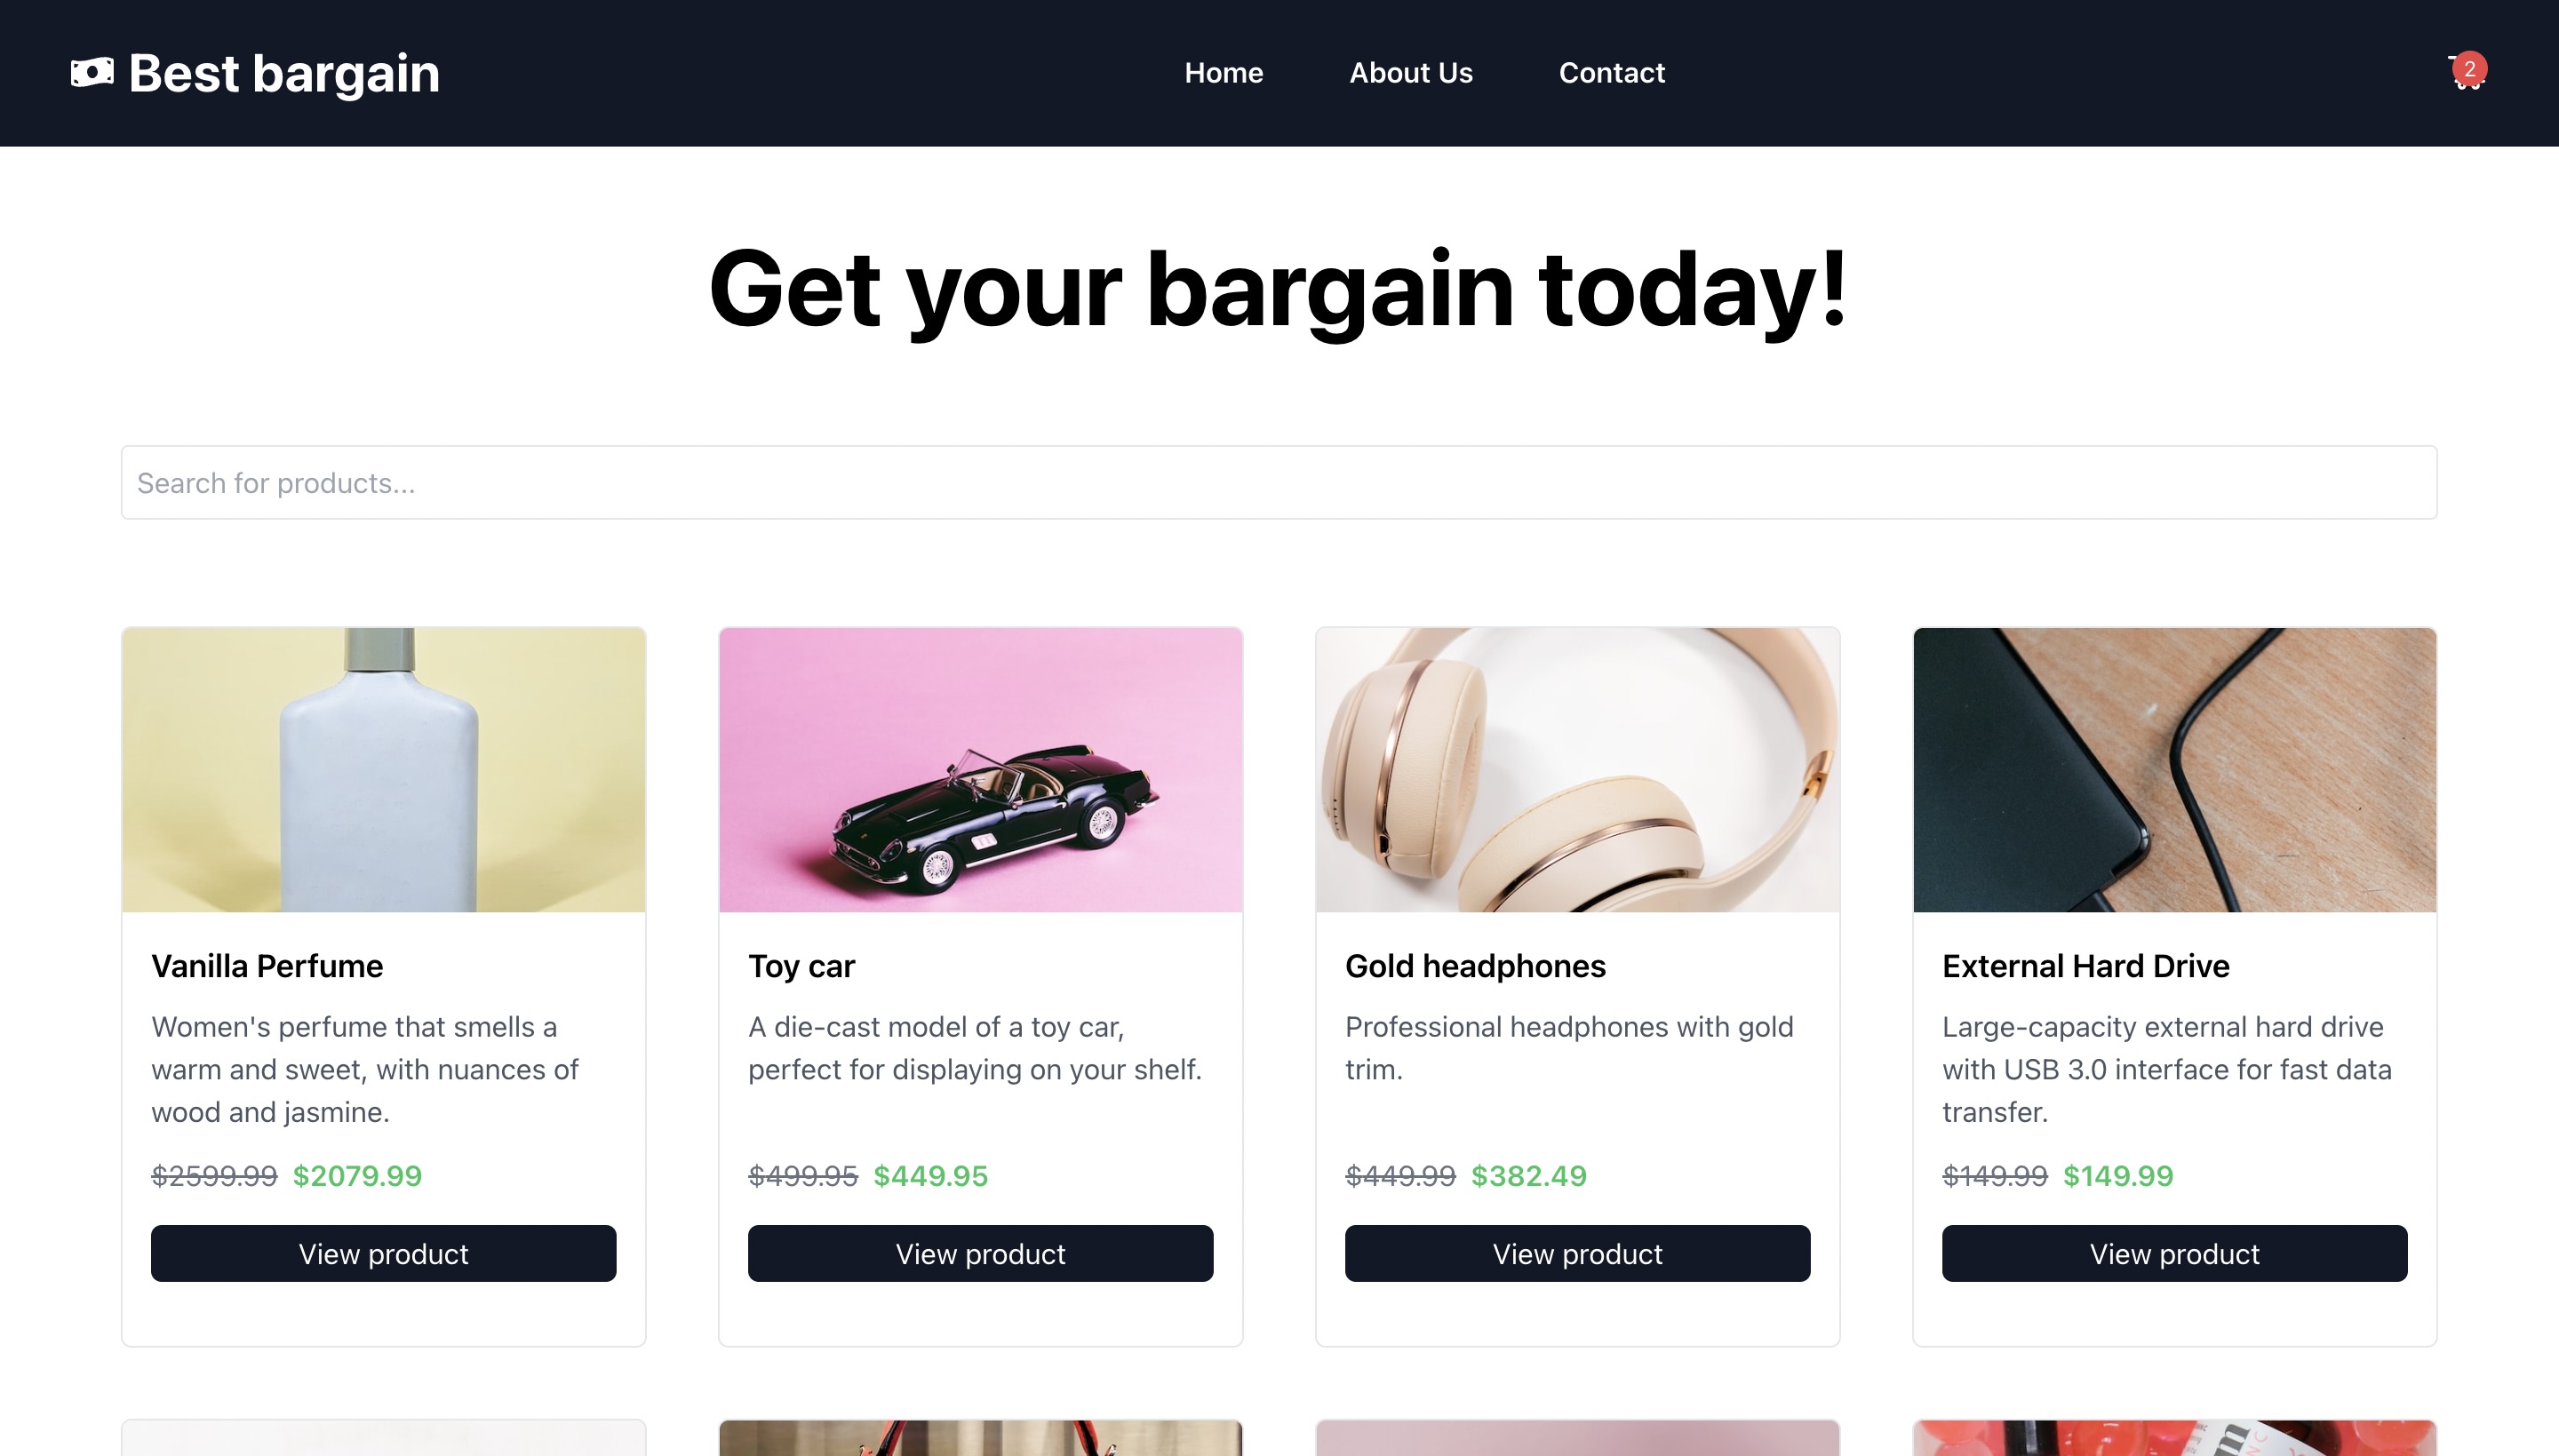 Best bargain
Home
About Us
Contact
2
Get your bargain today!
Search for products...
Vanilla Perfume
Women's perfume that smells a
warm and sweet, with nuances of
wood and jasmine.
$2599.99 $2079.99
View product
Toy car
A die-cast model of a toy car,
perfect for displaying on your shelf.
$499.95 $449.95
View product
Gold headphones
Professional headphones with gold
trim.
$449.99 $382.49
View product
External Hard Drive
Large-capacity external hard drive
with USB 3.0 interface for fast data
transfer.
$149.99 $149.99
View product